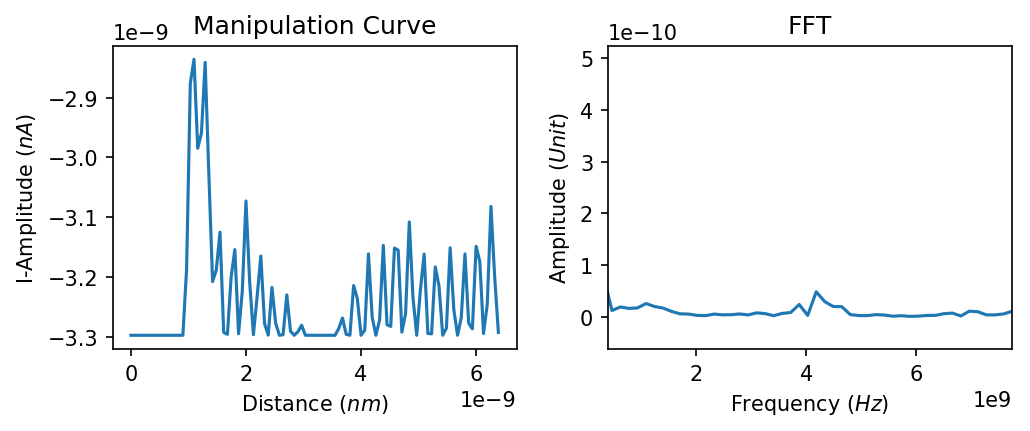 Manipulation Curve
1e−9
I-Amplitude (nA)
−2.9
−3.0
−3.1
−3.2
−3.3
0
2
4
6
Distance (nm)
1e−9
FFT
1e−10
Amplitude (Unit)
5
4
3
2
1
0
2
4
6
Frequency (Hz)
1e9